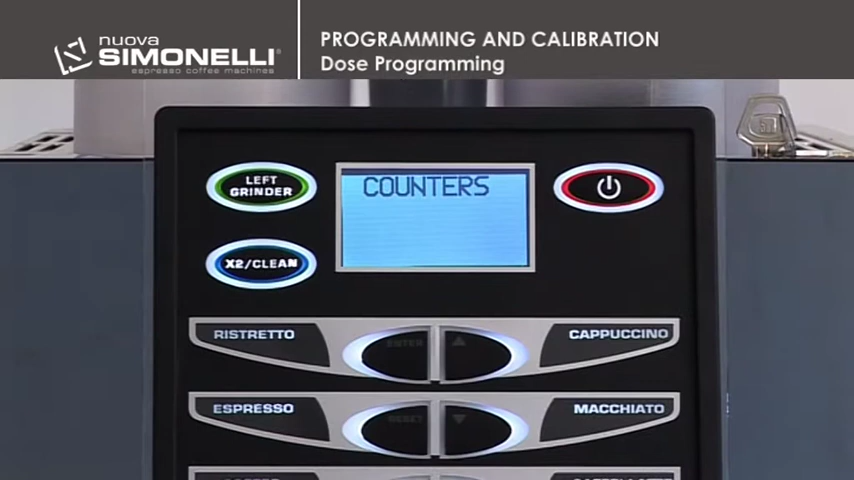 nuova
SIMONELLI®
espresso coffee machines
PROGRAMMING AND CALIBRATION
Dose Programming
LEFT
GRINDER
COUNTERS
X2/CLEAN
RISTRETTO
ENTER
CAPPUCCINO
ESPRESSO
RESET
MACCHIATO